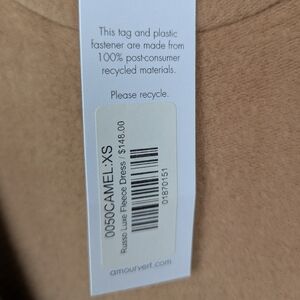 This tag and plastic
fastener are made from
100% post-consumer
recycled materials.
Please recycle.
0050CAMEL:XS
Russo Luxe Fleece Dress / $148.00
01870151
amourvert.com